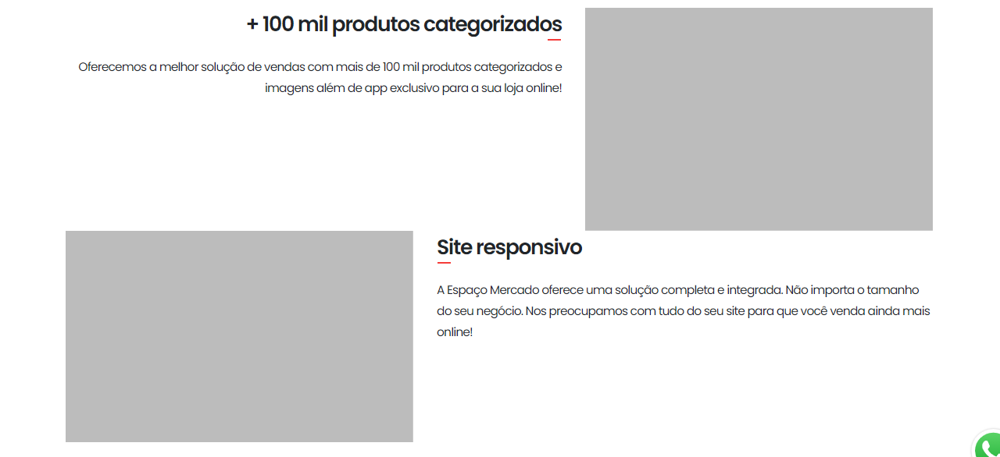 + 100 mil produtos categorizados
Oferecemos a melhor solução de vendas com mais de 100 mil produtos categorizados e
imagens além de app exclusivo para a sua loja online!
Site responsivo
A Espaço Mercado oferece uma solução completa e integrada. Não importa o tamanho
do seu negócio. Nos preocupamos com tudo do seu site para que você venda ainda mais
online!